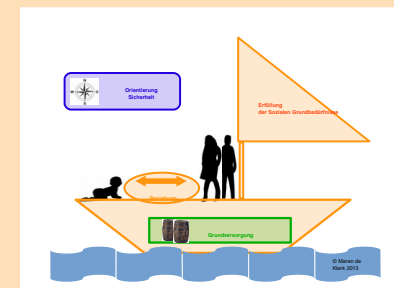 Orientierung
Sicherheit
Erfüllung
der Sozialen Grundbedürfnisse
Grundversorgung
© Maren de
Klerk 2013